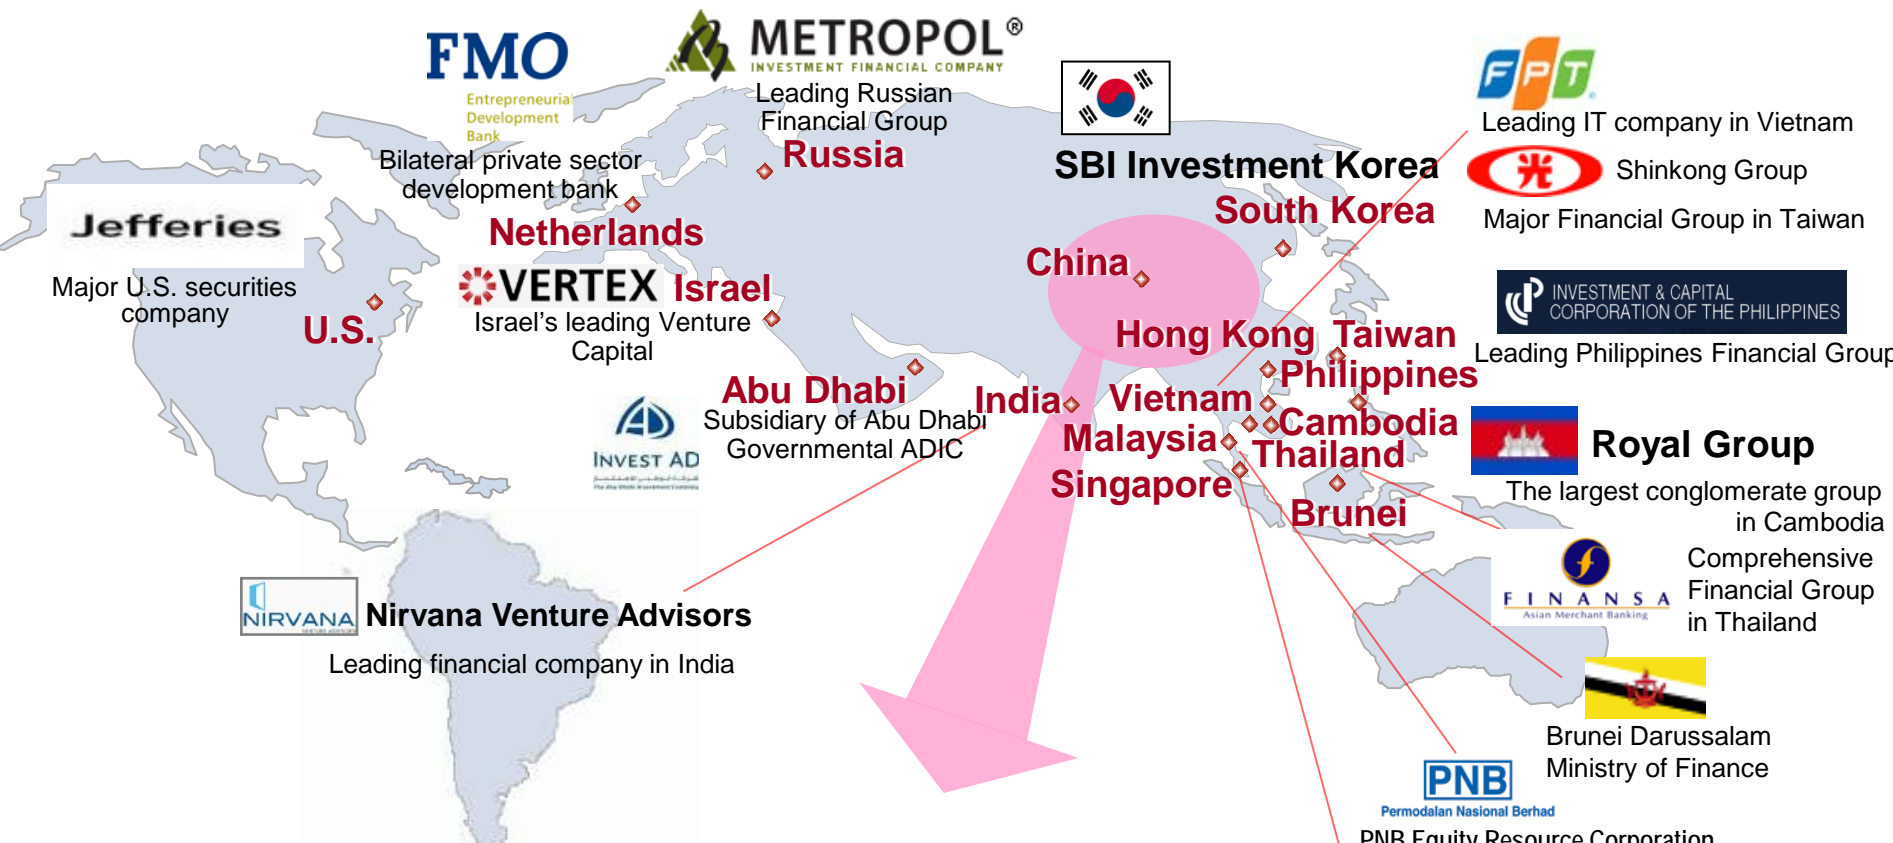 FMO
Entrepreneurial
Development
Bank
Bilateral private sector
development bank
Netherlands
METROPOL®
INVESTMENT FINANCIAL COMPANY
Leading Russian
Financial Group
Russia
SBI Investment Korea
South Korea
FPT
Leading IT company in Vietnam
光 Shinkong Group
Major Financial Group in Taiwan
Jefferies
Major U.S. securities
company
U.S.
VERTEX
Israel
Israel's leading Venture
Capital
China
INVESTMENT & CAPITAL
CORPORATION OF THE PHILIPPINES
Leading Philippines Financial Group
Hong Kong
Taiwan
Philippines
Abu Dhabi
INVEST AD
Subsidiary of Abu Dhabi
Governmental ADIC
India
Vietnam
Cambodia
Malaysia
Thailand
Singapore
Brunei
Royal Group
The largest conglomerate group
in Cambodia
FINANSA
Asian Merchant Banking
Comprehensive
Financial Group
in Thailand
NIRVANA
Nirvana Venture Advisors
Leading financial company in India
Brunei Darussalam
Ministry of Finance
PNB
Permodalan Nasional Berhad
PNB Equity Resource Corporation